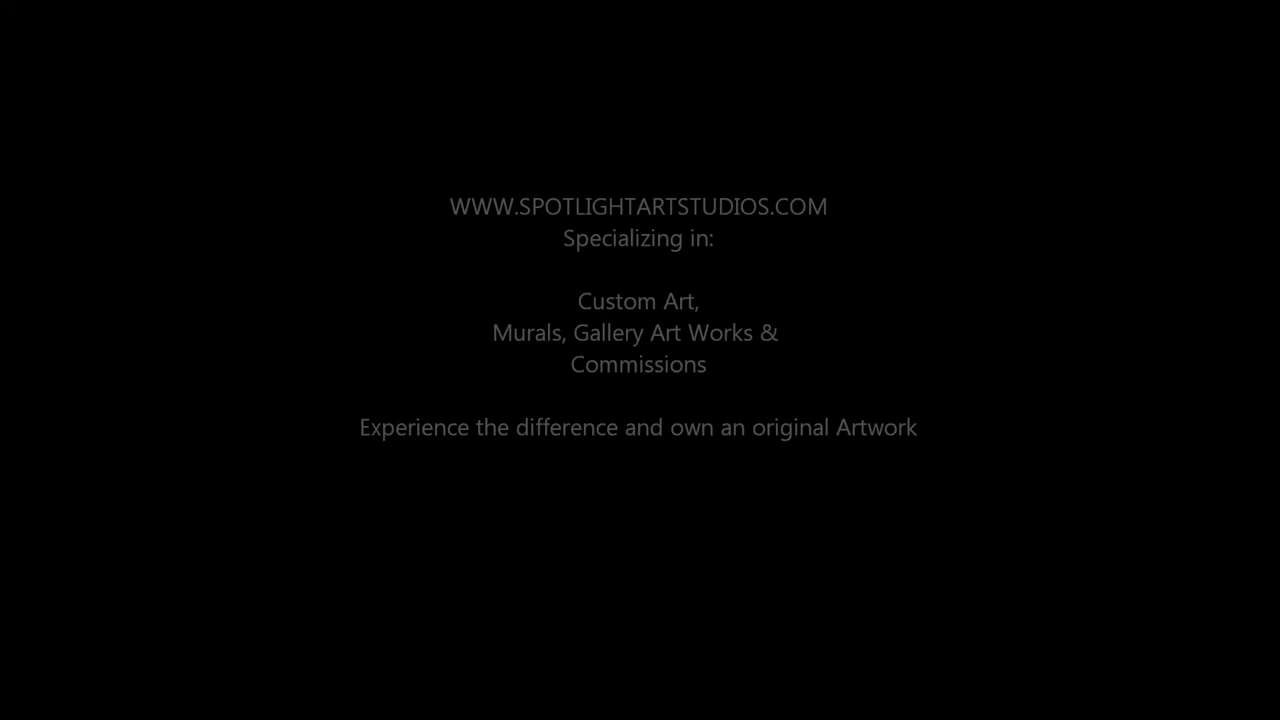 WWW.SPOTLIGHTARTSTUDIOS.COM
Specializing in:
Custom Art,
Murals, Gallery Art Works &
Commissions
Experience the difference and own an original Artwork